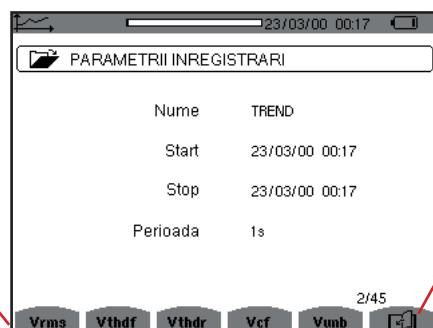 23/03/00 00:17
PARAMETRII INREGISTRARI
Nume TREND
Start 23/03/00 00:17
Stop 23/03/00 00:17
Perioada 1s
2/45
Vrms Vthdf Vthdr Vcf Vunb